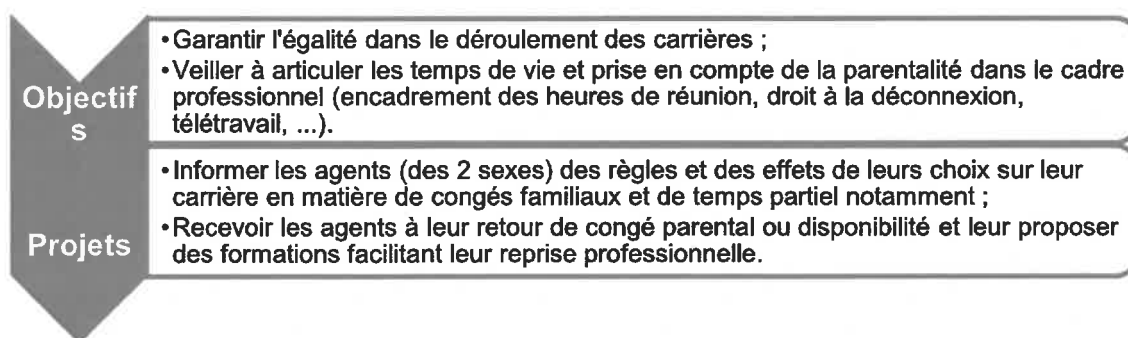 Objectif
s
•Garantir l'égalité dans le déroulement des carrières ;
•Veiller à articuler les temps de vie et prise en compte de la parentalité dans le cadre
professionnel (encadrement des heures de réunion, droit à la déconnexion,
télétravail, ...).
Projets
•Informer les agents (des 2 sexes) des règles et des effets de leurs choix sur leur
carrière en matière de congés familiaux et de temps partiel notamment ;
•Recevoir les agents à leur retour de congé parental ou disponibilité et leur proposer
des formations facilitant leur reprise professionnelle.